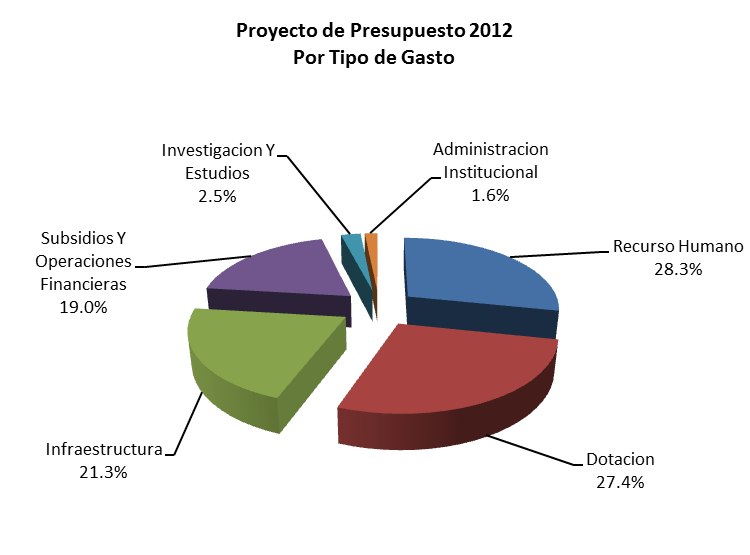 Proyecto de Presupuesto 2012
Por Tipo de Gasto
Investigacion Y
Estudios
2.5%
Administracion
Institucional
1.6%
Subsidios Y
Operaciones
Financieras
19.0%
Recurso Humano
28.3%
Infraestructura
21.3%
Dotacion
27.4%